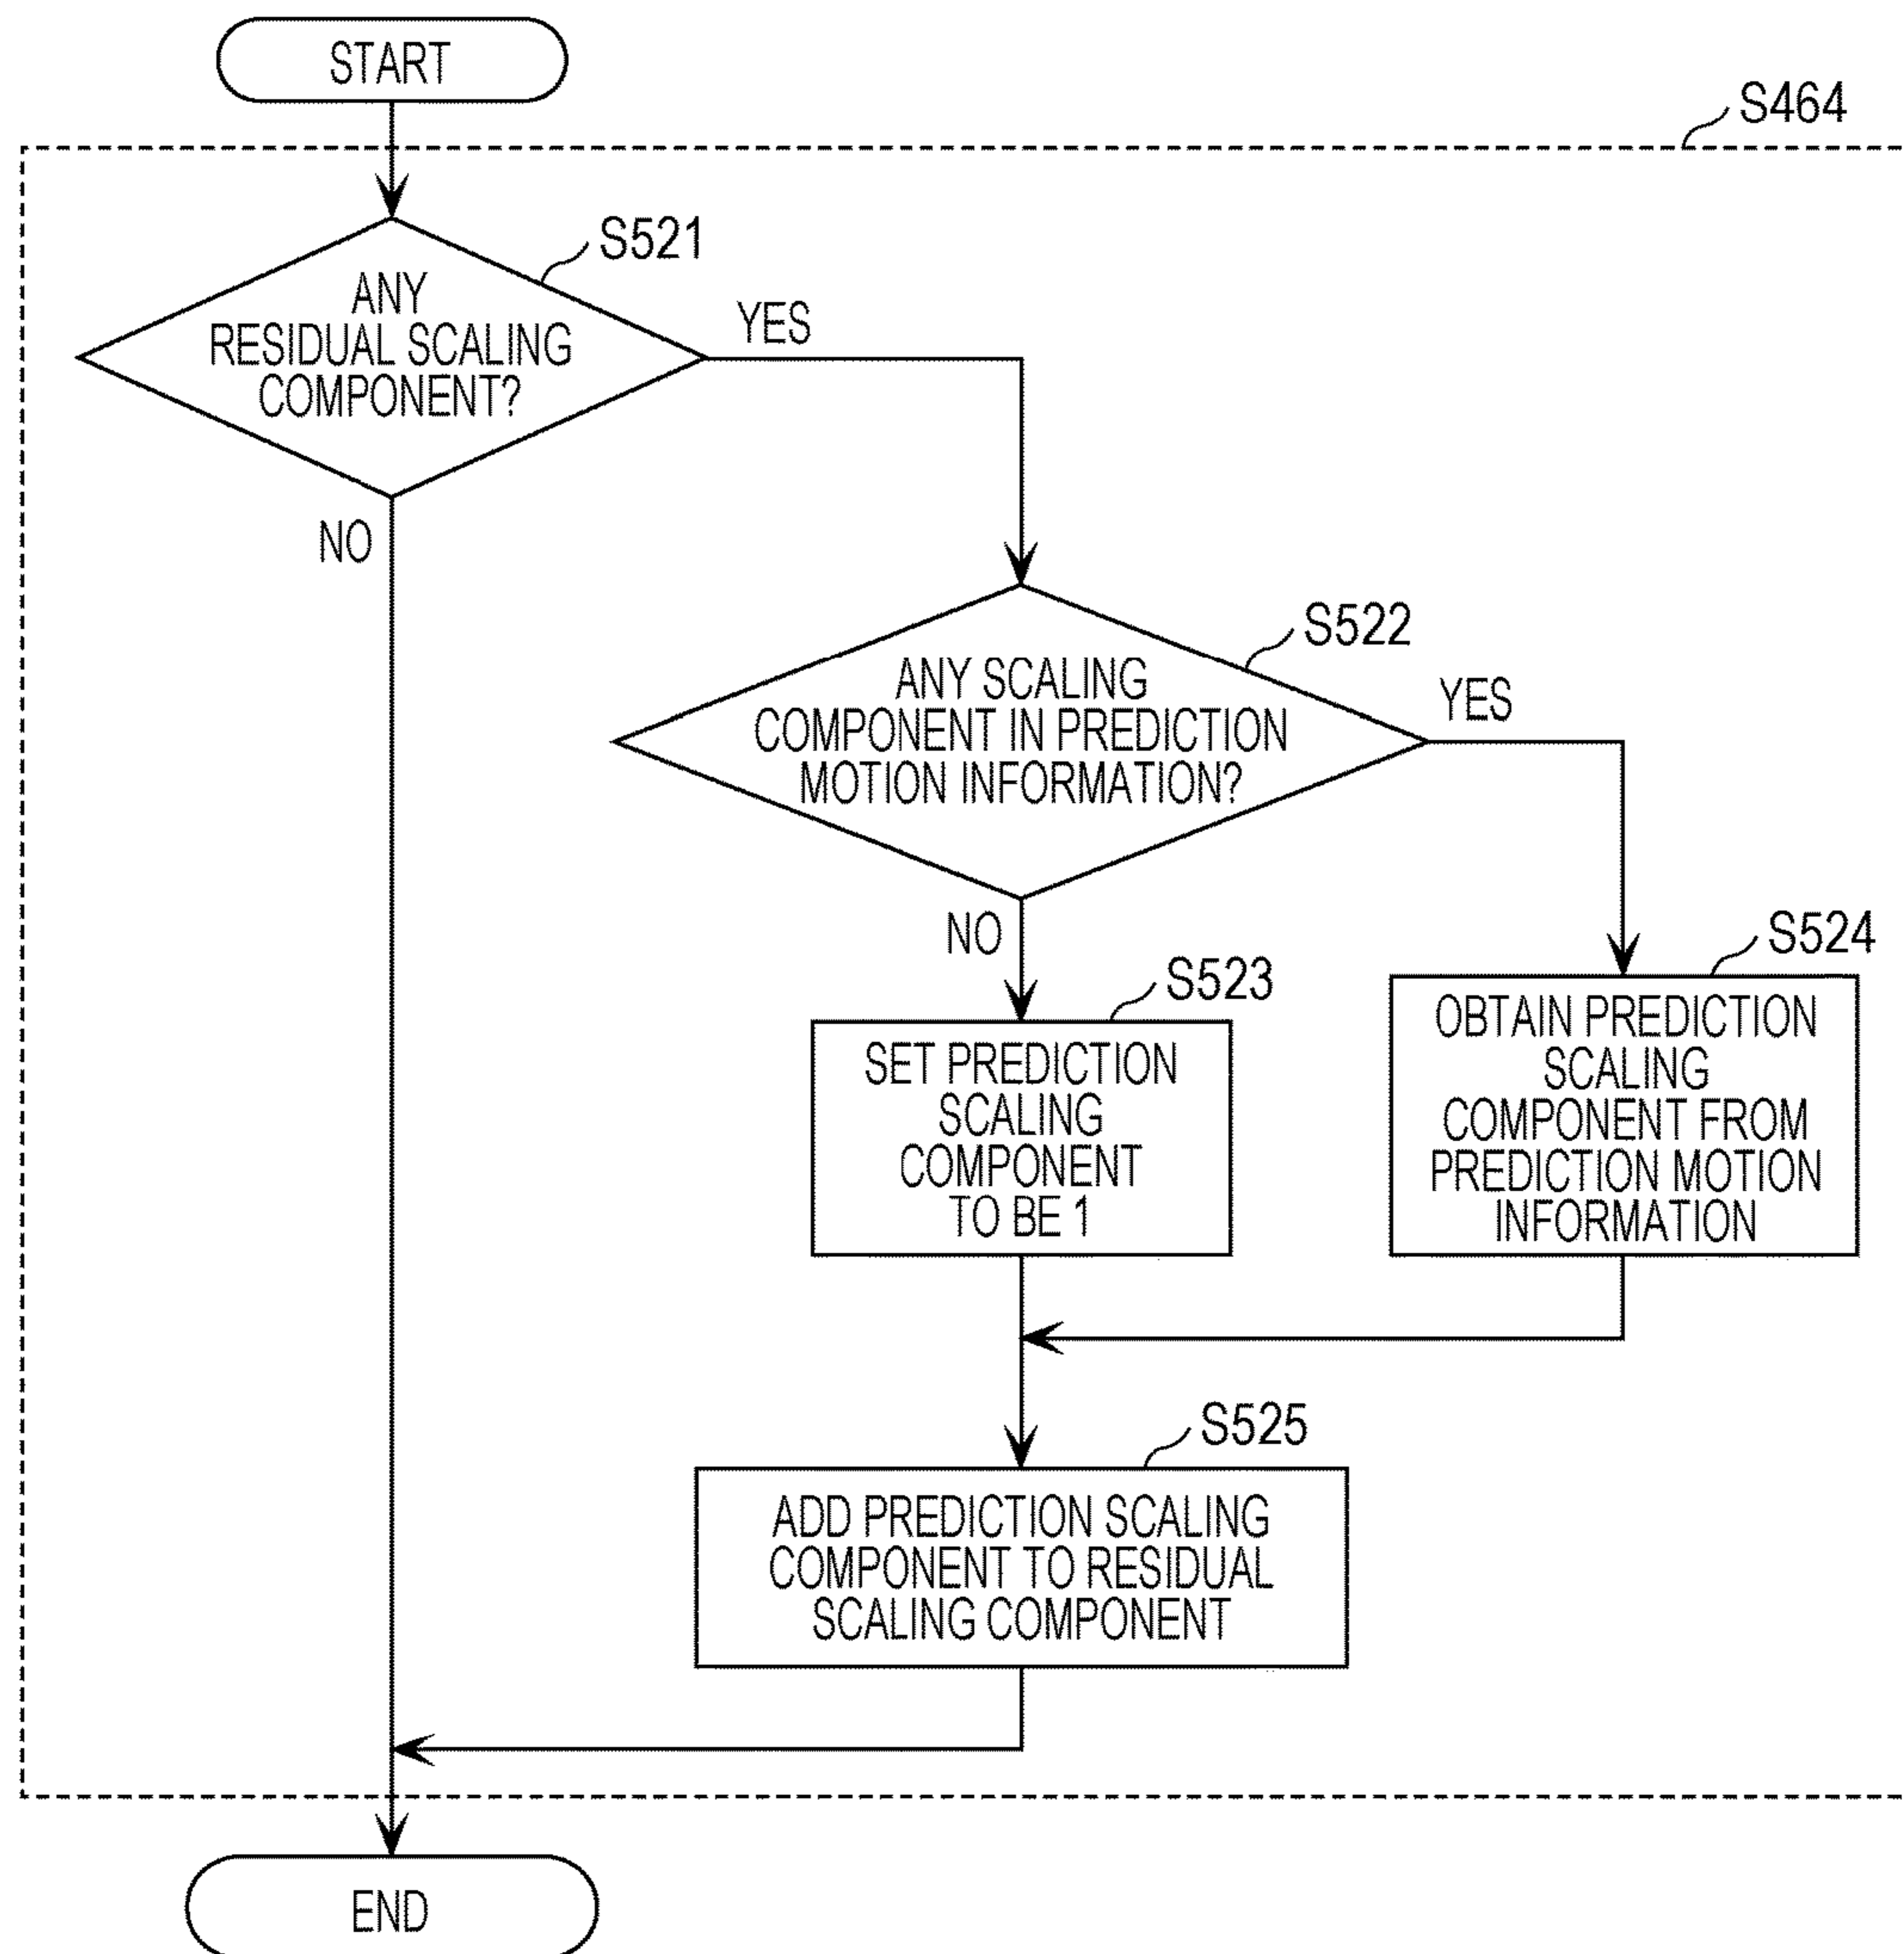 START
S464
S521
ANY
RESIDUAL SCALING
COMPONENT?
YES
NO
S522
ANY SCALING
COMPONENT IN PREDICTION
MOTION INFORMATION?
YES
NO
S523
SET PREDICTION
SCALING
COMPONENT
TO BE 1
S524
OBTAIN PREDICTION
SCALING
COMPONENT FROM
PREDICTION MOTION
INFORMATION
S525
ADD PREDICTION SCALING
COMPONENT TO RESIDUAL
SCALING COMPONENT
END